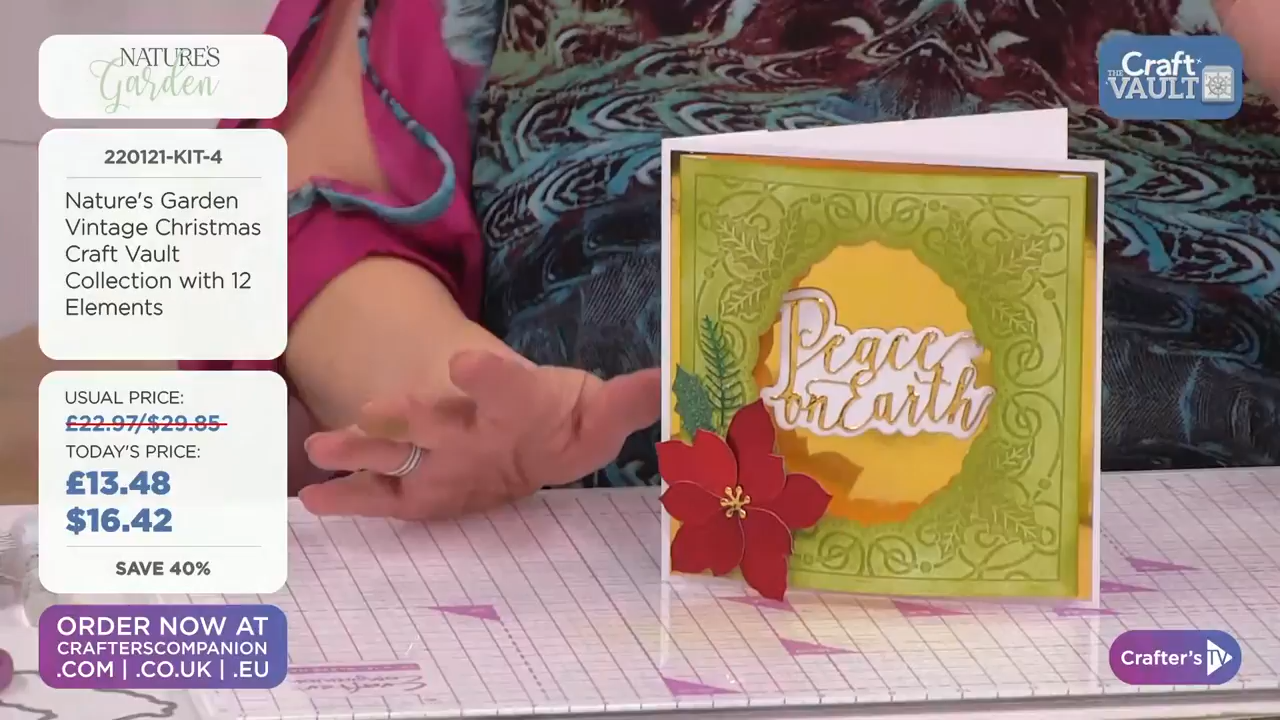 NATURE'S
Garden
220121-KIT-4
Nature's Garden
Vintage Christmas
Craft Vault
Collection with 12
Elements
USUAL PRICE:
£22.97/$29.85
TODAY'S PRICE:
£13.48
$16.42
SAVE 40%
ORDER NOW AT
CRAFTERSCOMPANION
.COM | .CO.UK | .EU
Craft
THE VAULT
Peace
on Earth
Crafter's TV